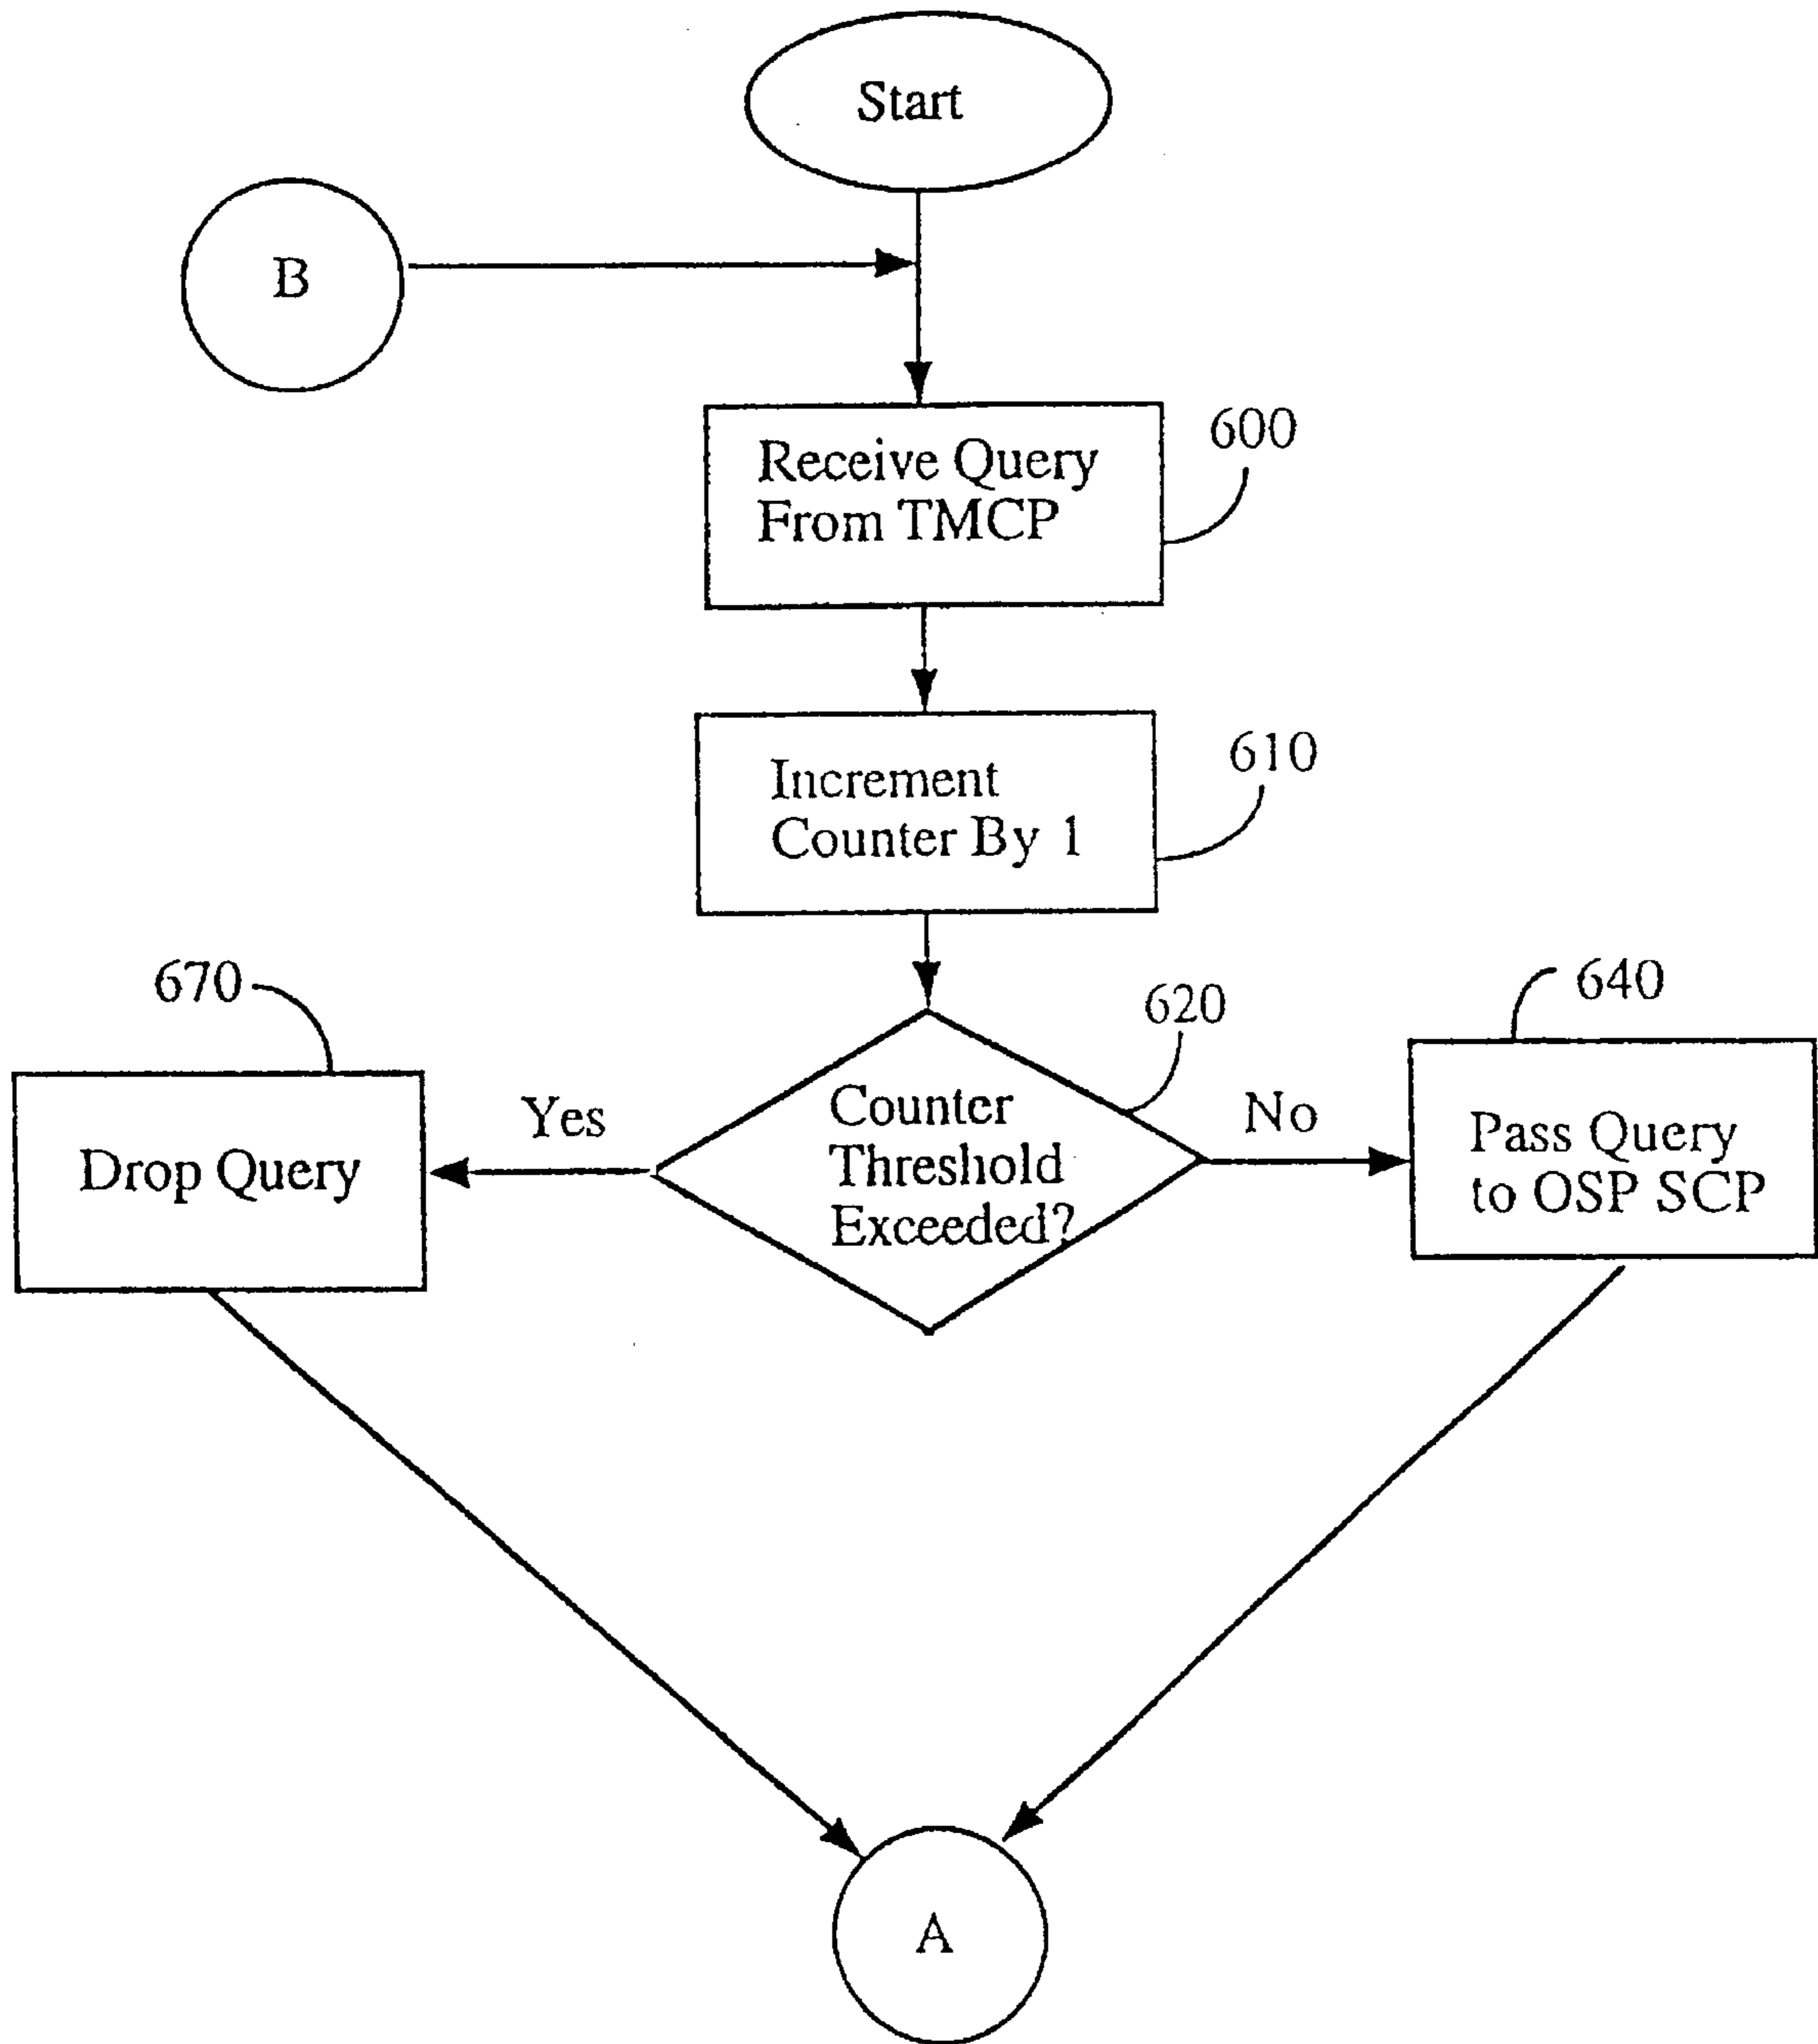 Start
B
Receive Query
From TMCP
600
Increment
Counter By 1
610
670
620
640
Drop Query
Yes
Counter
Threshold
Exceeded?
No
Pass Query
to OSP SCP
A